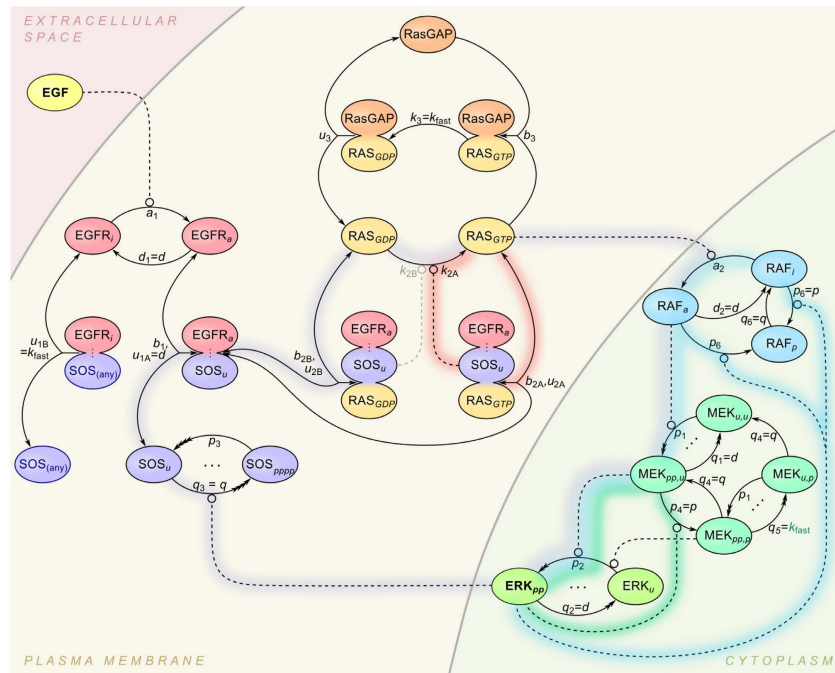 EXTRACELLULAR
SPACE
RasGAP
EGF
RasGAP
k3=kfast
RasGAP
u3
b3
RASGDP
RASGTP
a1
EGFRi
EGFRa
RASGDP
RASGTP
d1=d
k2B
k2A
a2
RAFi
RAFa
d2=d
p6=p
q6=q
EGFRi
u1B
=kfast
b1,
u1A=d
EGFRa
EGFRa
EGFRa
p6
RAFp
SOS(any)
SOSu
b2B,
u2B
SOSu
SOSu
b2A,u2A
RASGDP
RASGTP
MEKu,u
p1
q4=q
q1=d
p3
SOS(any)
SOSu
...
SOSpppp
MEKpp,u
q4=q
MEKu,p
q3 = q
p4=p
p1
...
MEKpp,p
q5=kfast
p2
ERKpp
...
ERKu
q2=d
PLASMA MEMBRANE
CYTOPLASM